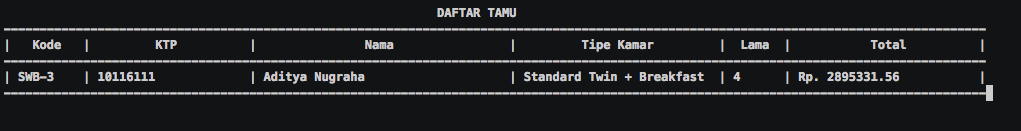 DAFTAR TAMU
| Kode | KTP | Nama | Tipe Kamar | Lama | Total |
| SWB-3 | 10116111 | Aditya Nugraha | Standard Twin + Breakfast | 4 | Rp. 2895331.56 |